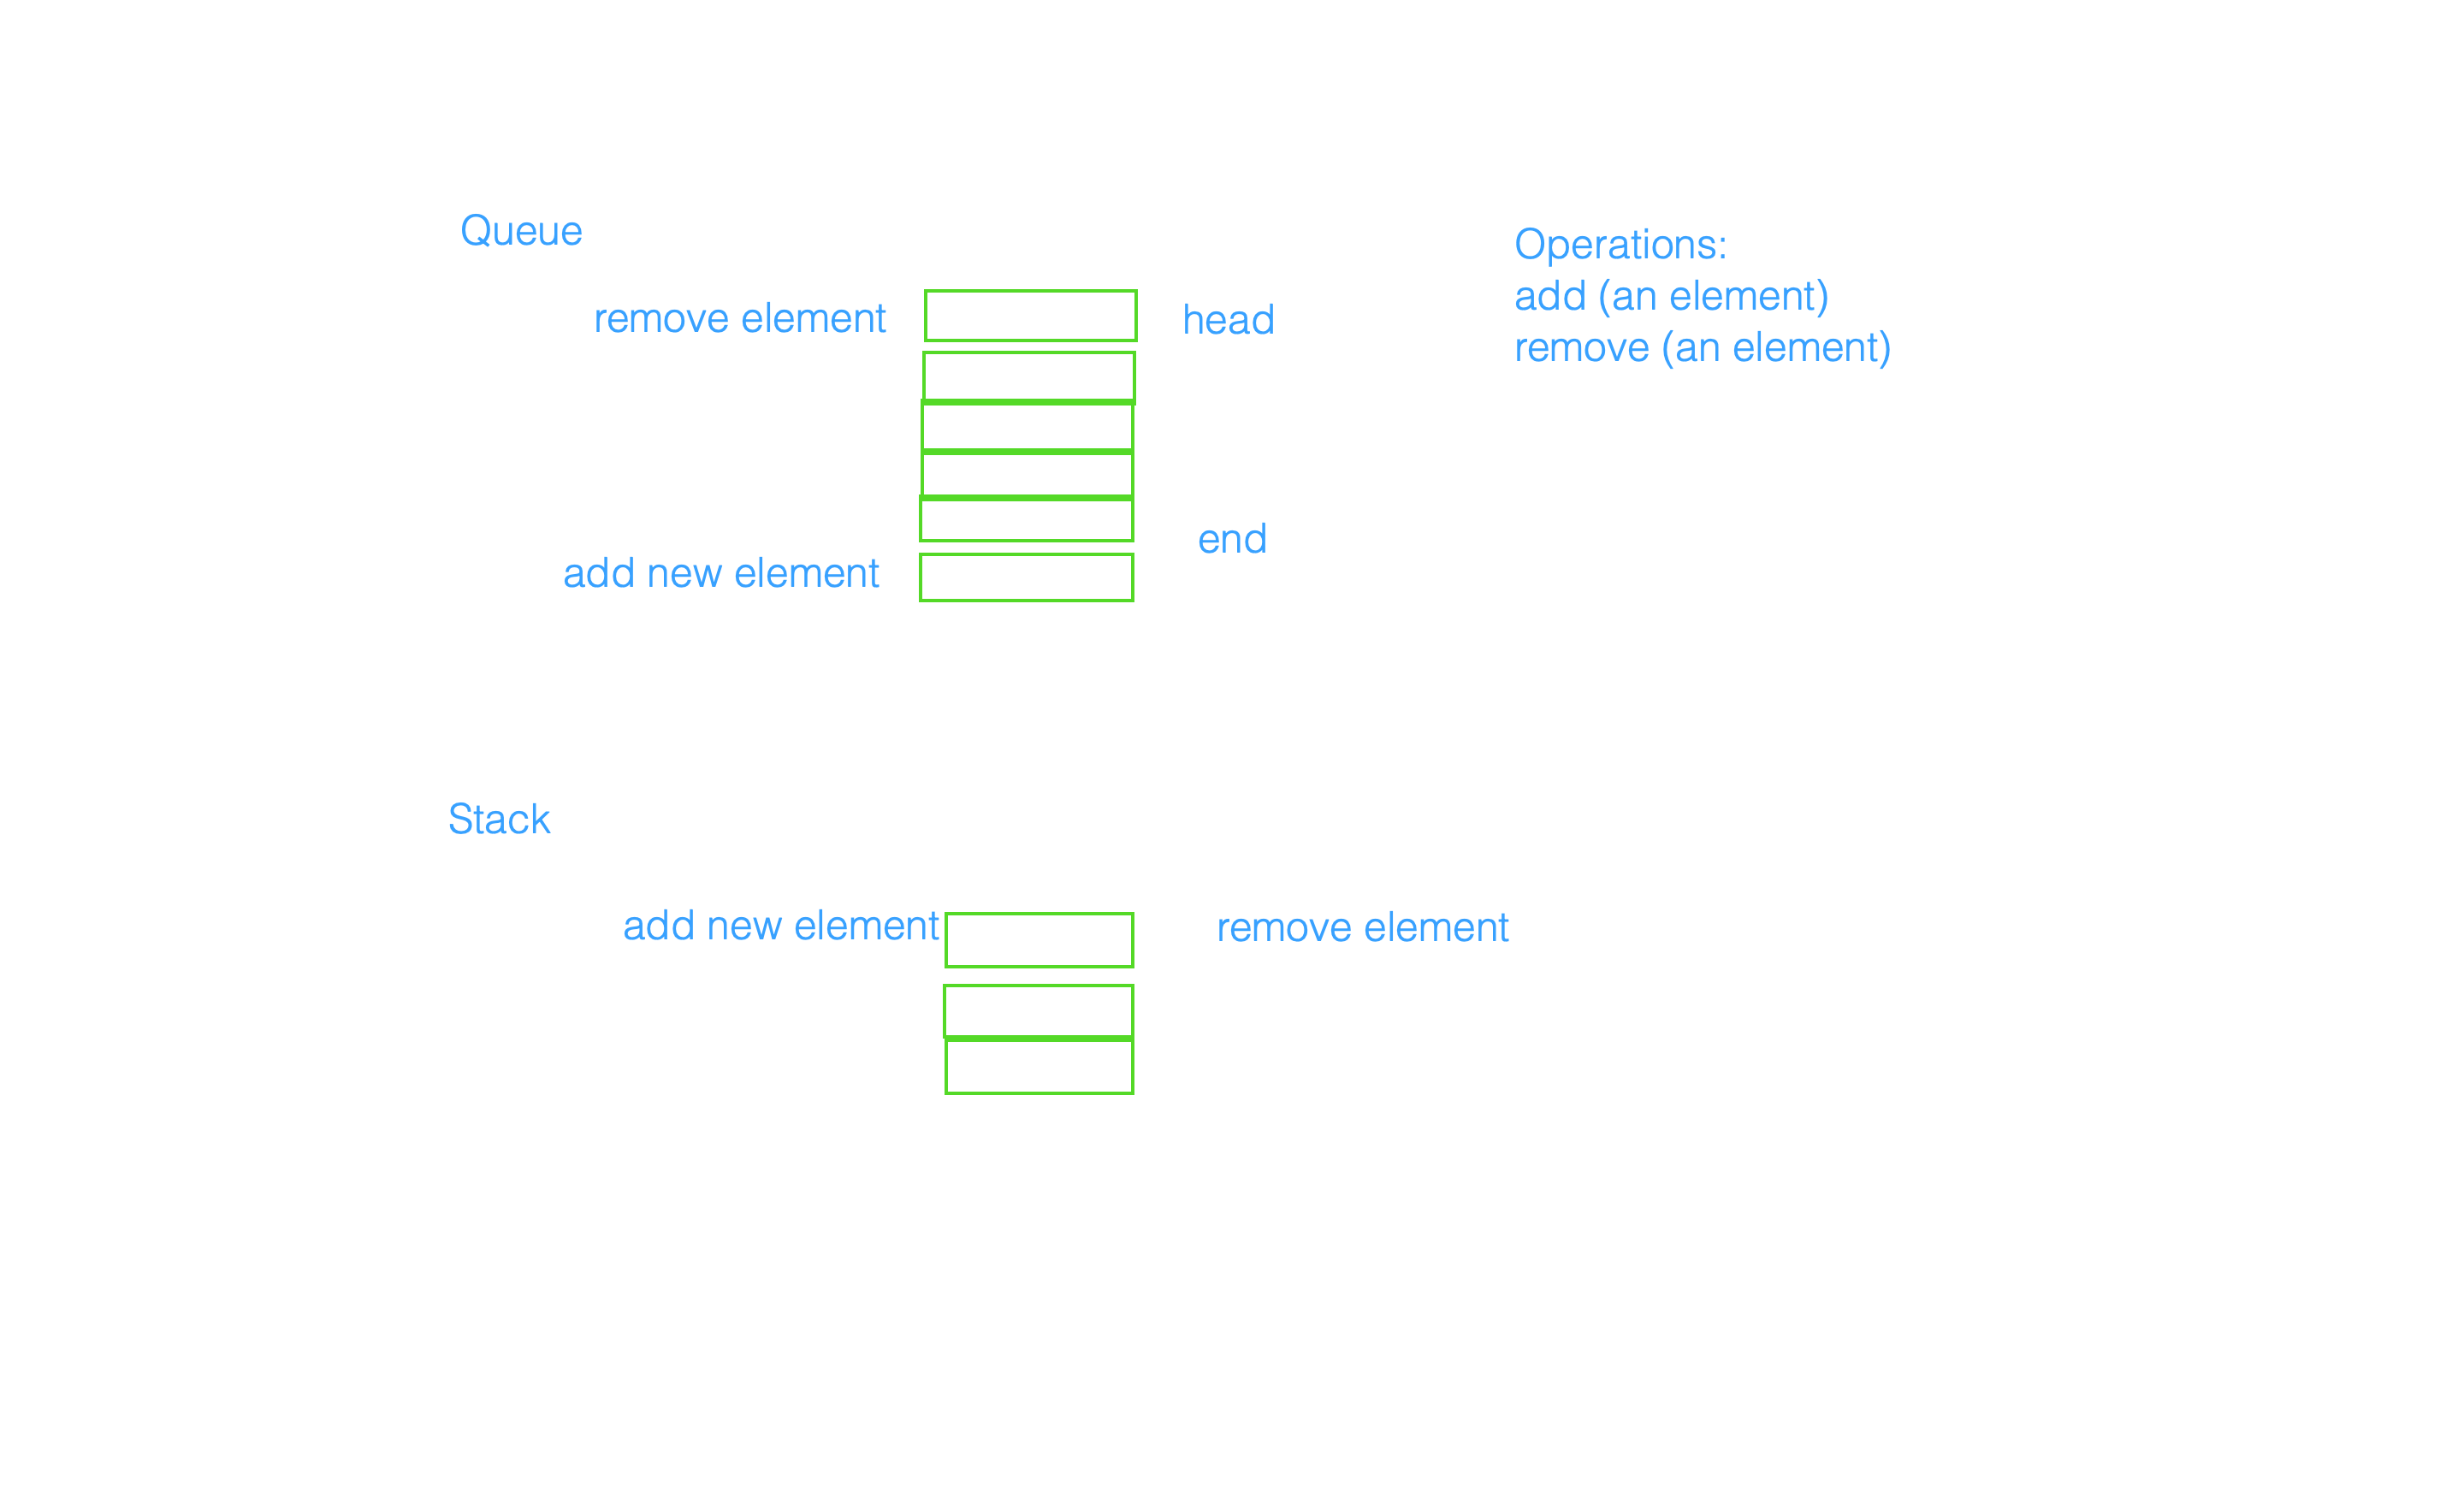 Queue
Operations:
add (an element)
remove (an element)
remove element
head
end
add new element
Stack
add new element
remove element